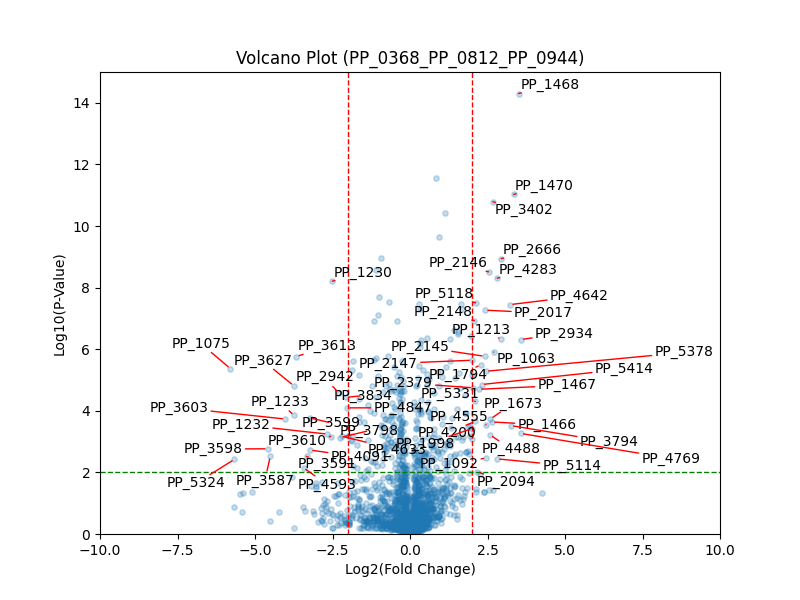 Volcano Plot (PP_0368_PP_0812_PP_0944)
PP_1468
PP_1470
PP_3402
PP_2666
PP_2146
PP_4283
PP_1230
PP_5118
PP_4642
PP_2148
PP_2017
PP_1213
PP_2934
PP_1075
PP_3613
PP_2145
PP_5378
PP_3627
PP_2147
PP_1063
PP_5414
PP_2942
PP_2379
PP_1794
PP_1467
PP_3834
PP_5331
PP_3603
PP_1233
PP_4847
PP_1673
PP_1232
PP_3599
PP_3798
PP_4555
PP_1466
PP_4200
PP_3598
PP_3610
PP_4091
PP_4633
PP_1998
PP_4488
PP_3794
PP_3591
PP_1092
PP_5114
PP_4769
PP_5324
PP_3587
PP_4593
PP_2094
Log10(P-Value)
14
12
10
8
6
4
2
0
−10.0 −7.5 −5.0 −2.5 0.0 2.5 5.0 7.5 10.0
Log2(Fold Change)